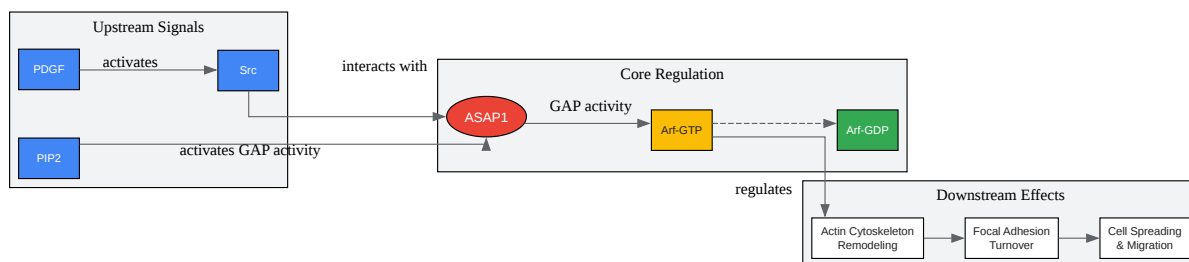 Upstream Signals
PDGF
activates
Src
PIP2
activates GAP activity
interacts with
Core Regulation
ASAP1
GAP activity
Arf-GTP
Arf-GDP
regulates
Downstream Effects
Actin Cytoskeleton
Remodeling
Focal Adhesion
Turnover
Cell Spreading
& Migration